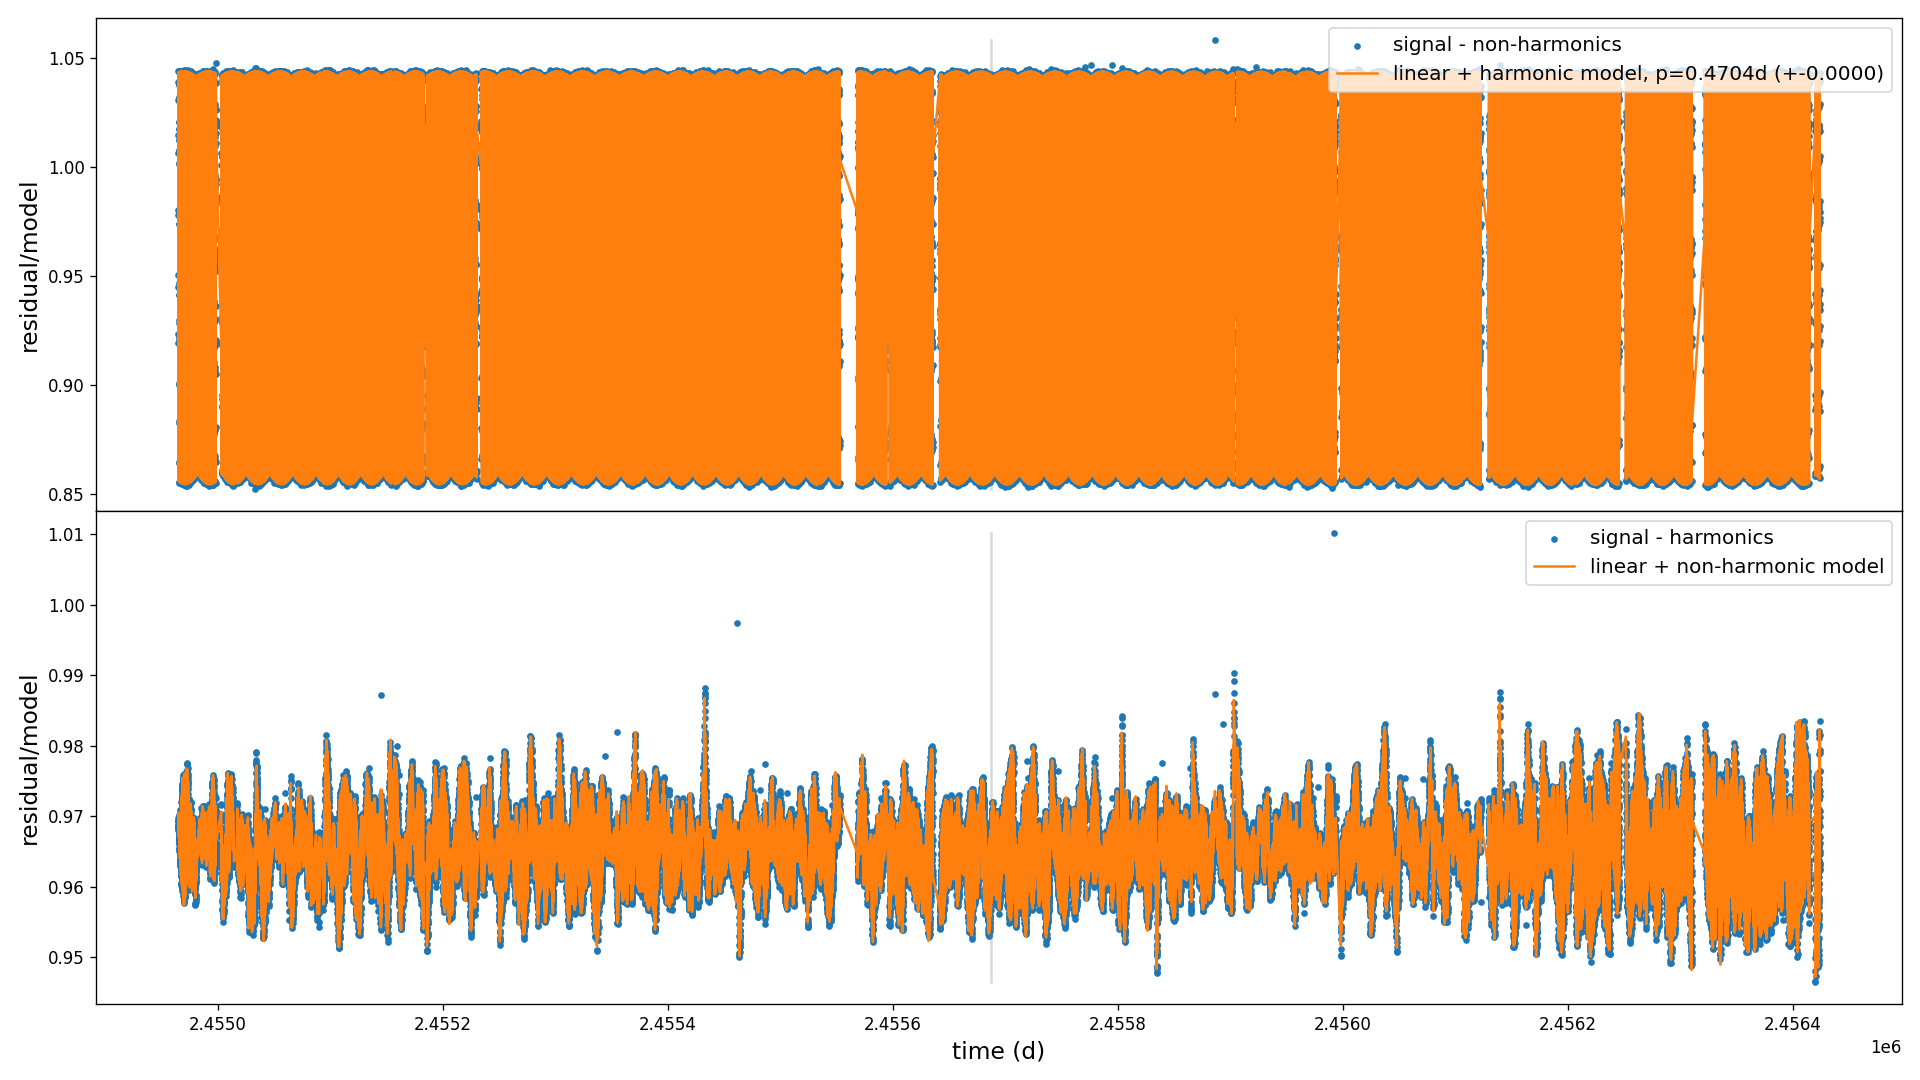 signal - non-harmonics
linear + harmonic model, p=0.4704d (+-0.0000)
1.05
1.00
0.95
0.90
0.85
residual/model
signal - harmonics
linear + non-harmonic model
1.01
1.00
0.99
0.98
0.97
0.96
0.95
residual/model
2.4550 2.4552 2.4554 2.4556 2.4558 2.4560 2.4562 2.4564
1e6
time (d)